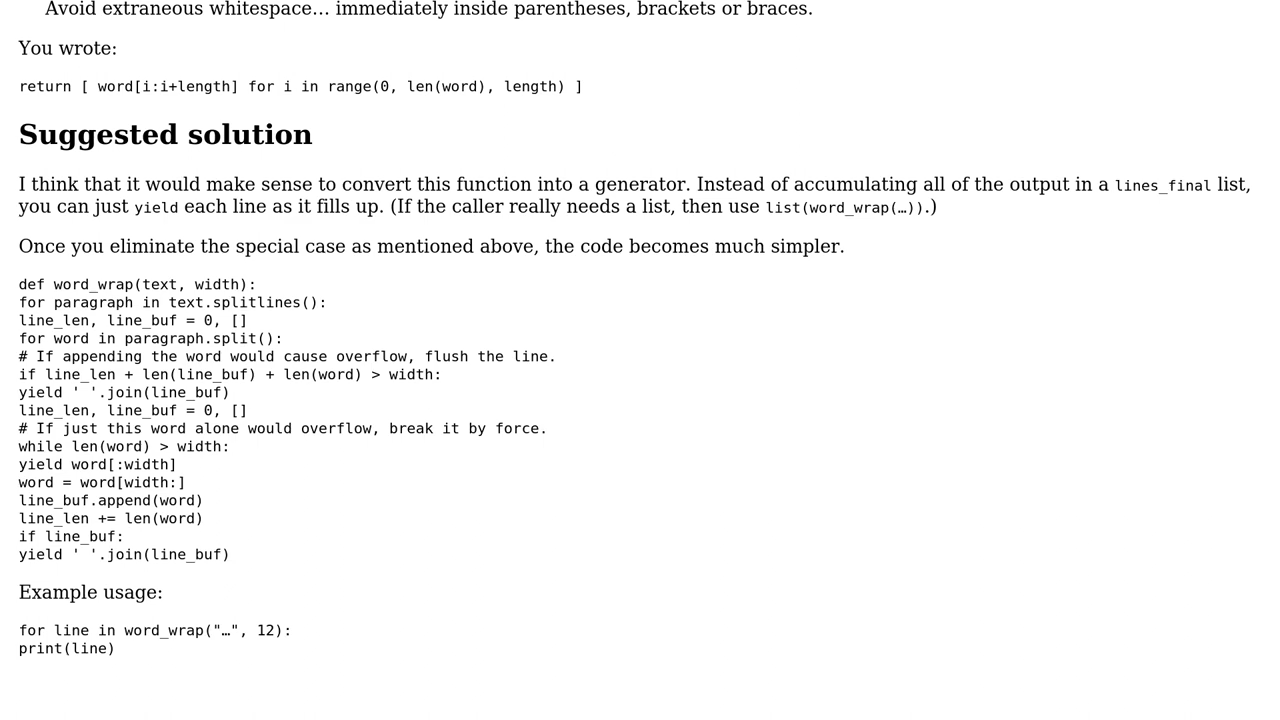 Avoid extraneous whitespace… immediately inside parentheses, brackets or braces.
You wrote:
return [ word[i:i+length] for i in range(0, len(word), length) ]
Suggested solution
I think that it would make sense to convert this function into a generator. Instead of accumulating all of the output in a lines_final list,
you can just yield each line as it fills up. (If the caller really needs a list, then use list(word_wrap(…)).)
Once you eliminate the special case as mentioned above, the code becomes much simpler.
def word_wrap(text, width):
for paragraph in text.splitlines():
line_len, line_buf = 0, []
for word in paragraph.split():
# If appending the word would cause overflow, flush the line.
if line_len + len(line_buf) + len(word) > width:
yield ' '.join(line_buf)
line_len, line_buf = 0, []
# If just this word alone would overflow, break it by force.
while len(word) > width:
yield word[:width]
word = word[width:]
line_buf.append(word)
line_len += len(word)
if line_buf:
yield ' '.join(line_buf)
Example usage:
for line in word_wrap("…", 12):
print(line)